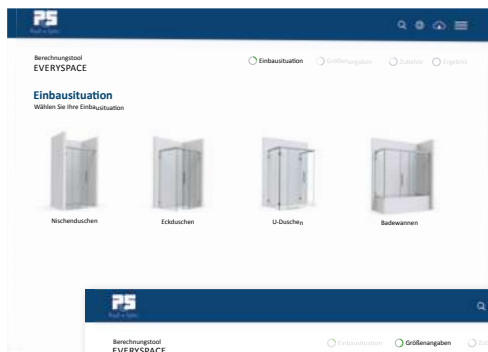 PS
Berechnungstool
EVERYSPACE
Einbausituation
Größenangaben
Zubehör
Ergebnis
Einbausituation
Wählen Sie Ihre Einbausituation
Nischenduschen
Eckduschen
U-Duschen
Badewannen
PS
Berechnungstool
EVERYSPACE
Einbausituation
Größenangaben